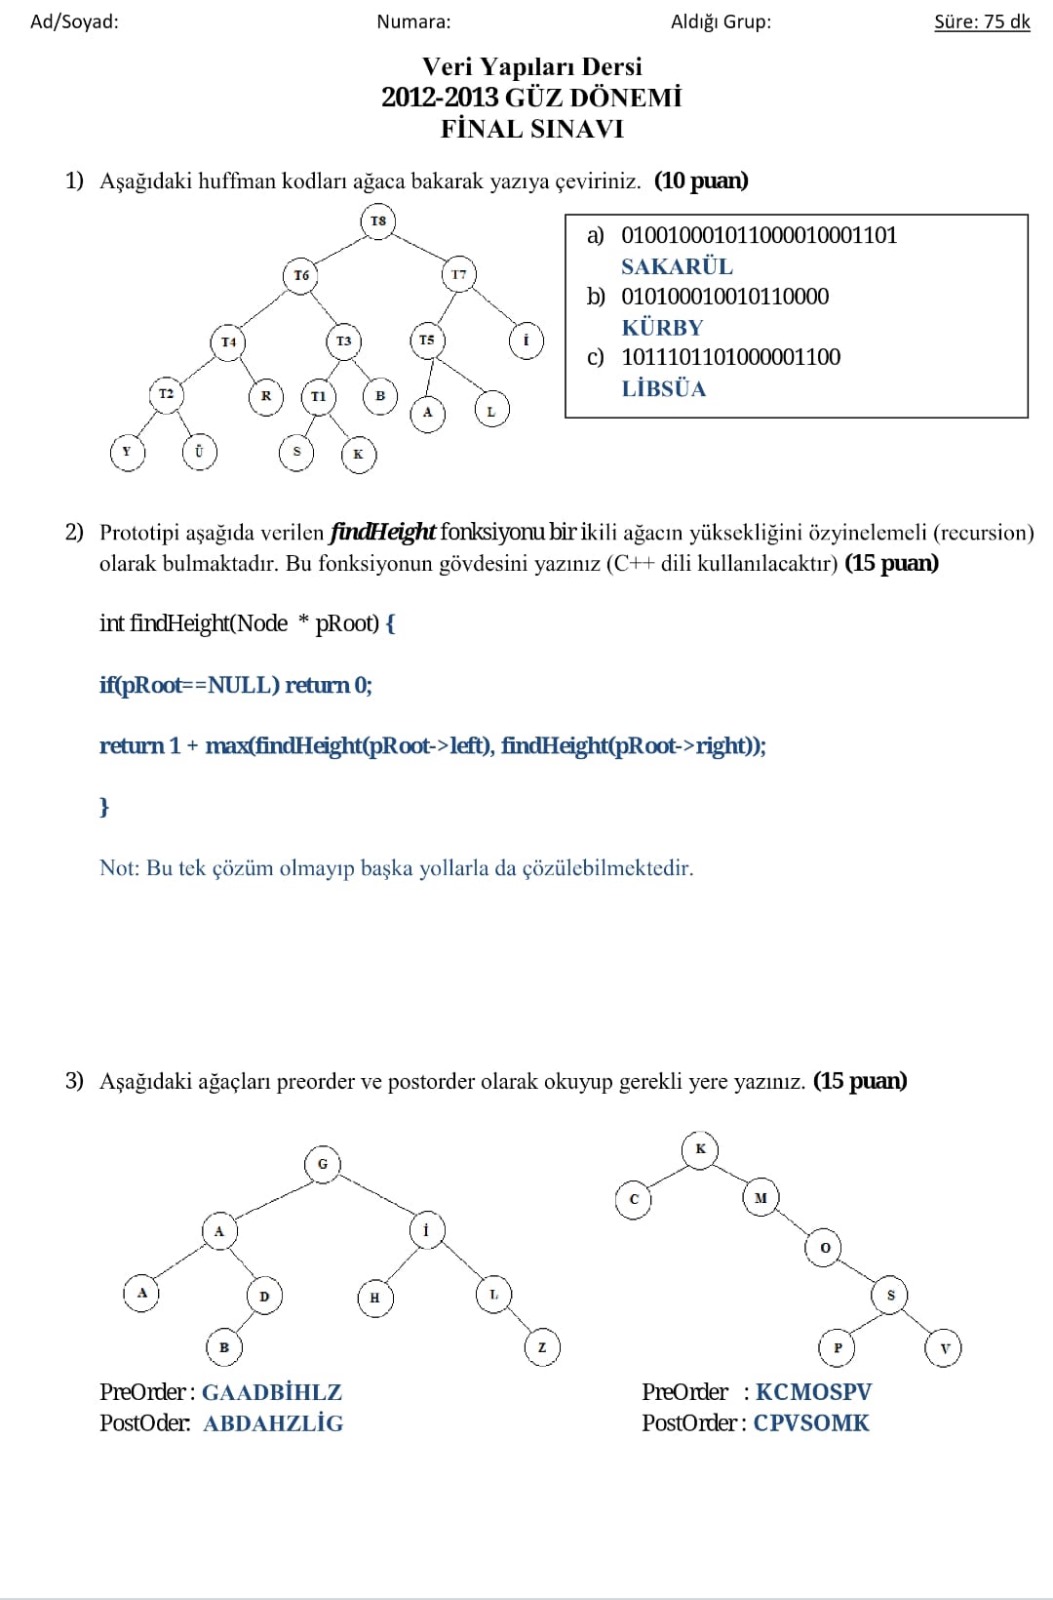 Ad/Soyad: Numara: Aldığı Grup: Süre: 75 dk
Veri Yapıları Dersi
2012-2013 GÜZ DÖNEMİ
FİNAL SINAVI
1) Aşağıdaki huffman kodları ağaca bakarak yazıya çeviriniz. (10 puan)
T8
T6 T7
T4 T3 T5 İ
T2 R T1 B A L
Y Ü S K
a) 0100100010110000010001101
SAKARÜL
b) 010100010010110000
KÜRBY
c) 1011101101000001100
LİBSÜA
2) Prototipi aşağıda verilen findHeight fonksiyonu bir ikili ağacın yüksekliğini özyinelemeli (recursion)
olarak bulmaktadır. Bu fonksiyonun gövdesini yazınız (C++ dili kullanılacaktır) (15 puan)
int findHeight(Node * pRoot) {
if(pRoot==NULL) return 0;
return 1 + max(findHeight(pRoot->left), findHeight(pRoot->right));
}
Not: Bu tek çözüm olmayıp başka yollarla da çözülebilmektedir.
3) Aşağıdaki ağaçları preorder ve postorder olarak okuyup gerekli yere yazınız. (15 puan)
G
A İ
A D H L
B Z
K
C M
O
S
P V
PreOrder : GAADBİHLZ
PostOder: ABDAHZLİG
PreOrder : KCMOSPV
PostOrder : CPVSOMK